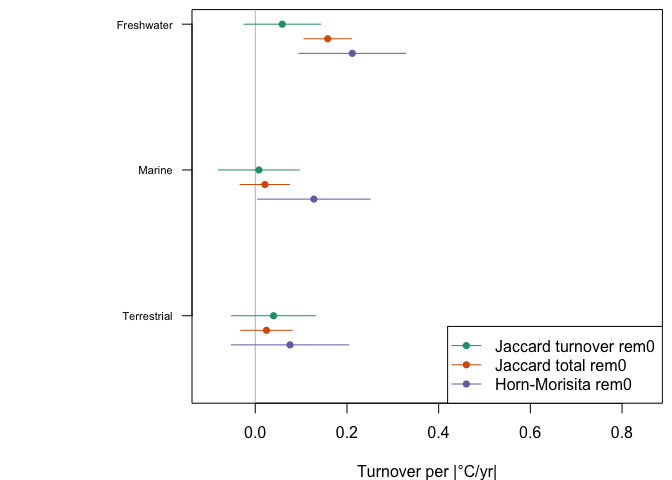 Freshwater
Marine
Terrestrial
Jaccard turnover rem0
Jaccard total rem0
Horn-Morisita rem0
0.0 0.2 0.4 0.6 0.8
Turnover per |°C/yr|